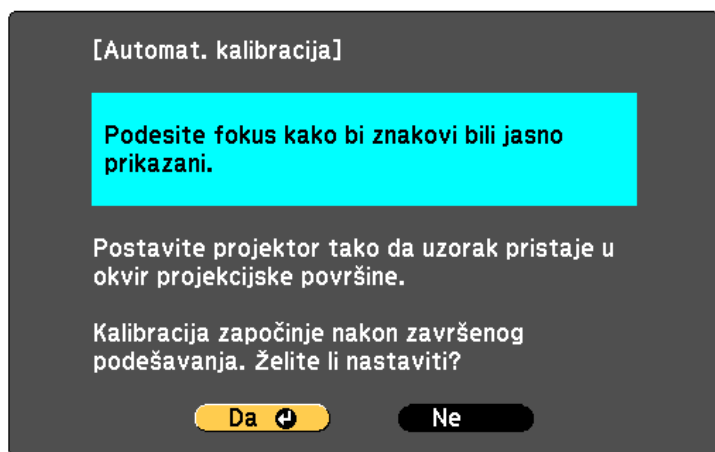 [Automat. kalibracija]
Podesite fokus kako bi znakovi bili jasno
prikazani.
Postavite projektor tako da uzorak pristaje u
okvir projekcijske površine.
Kalibracija započinje nakon završenog
podešavanja. Želite li nastaviti?
Da Ne